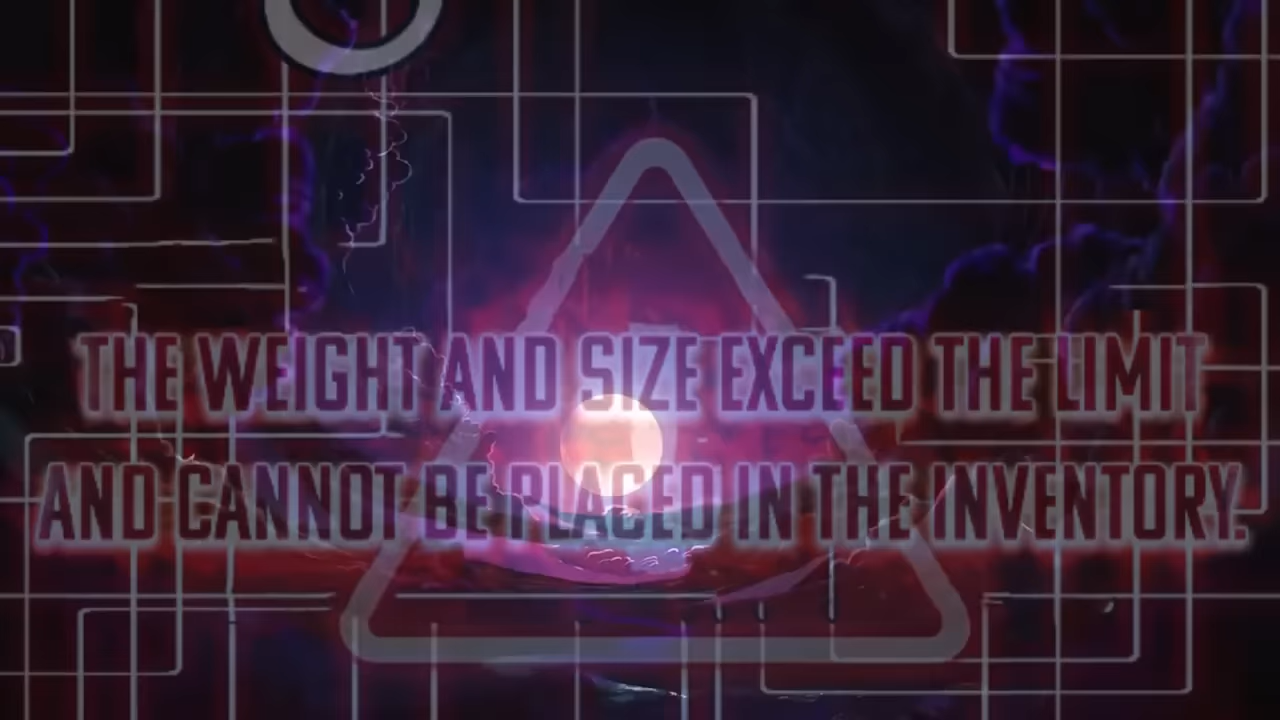 THE WEIGHT AND SIZE EXCEED THE LIMIT
AND CANNOT BE PLACED IN THE INVENTORY.